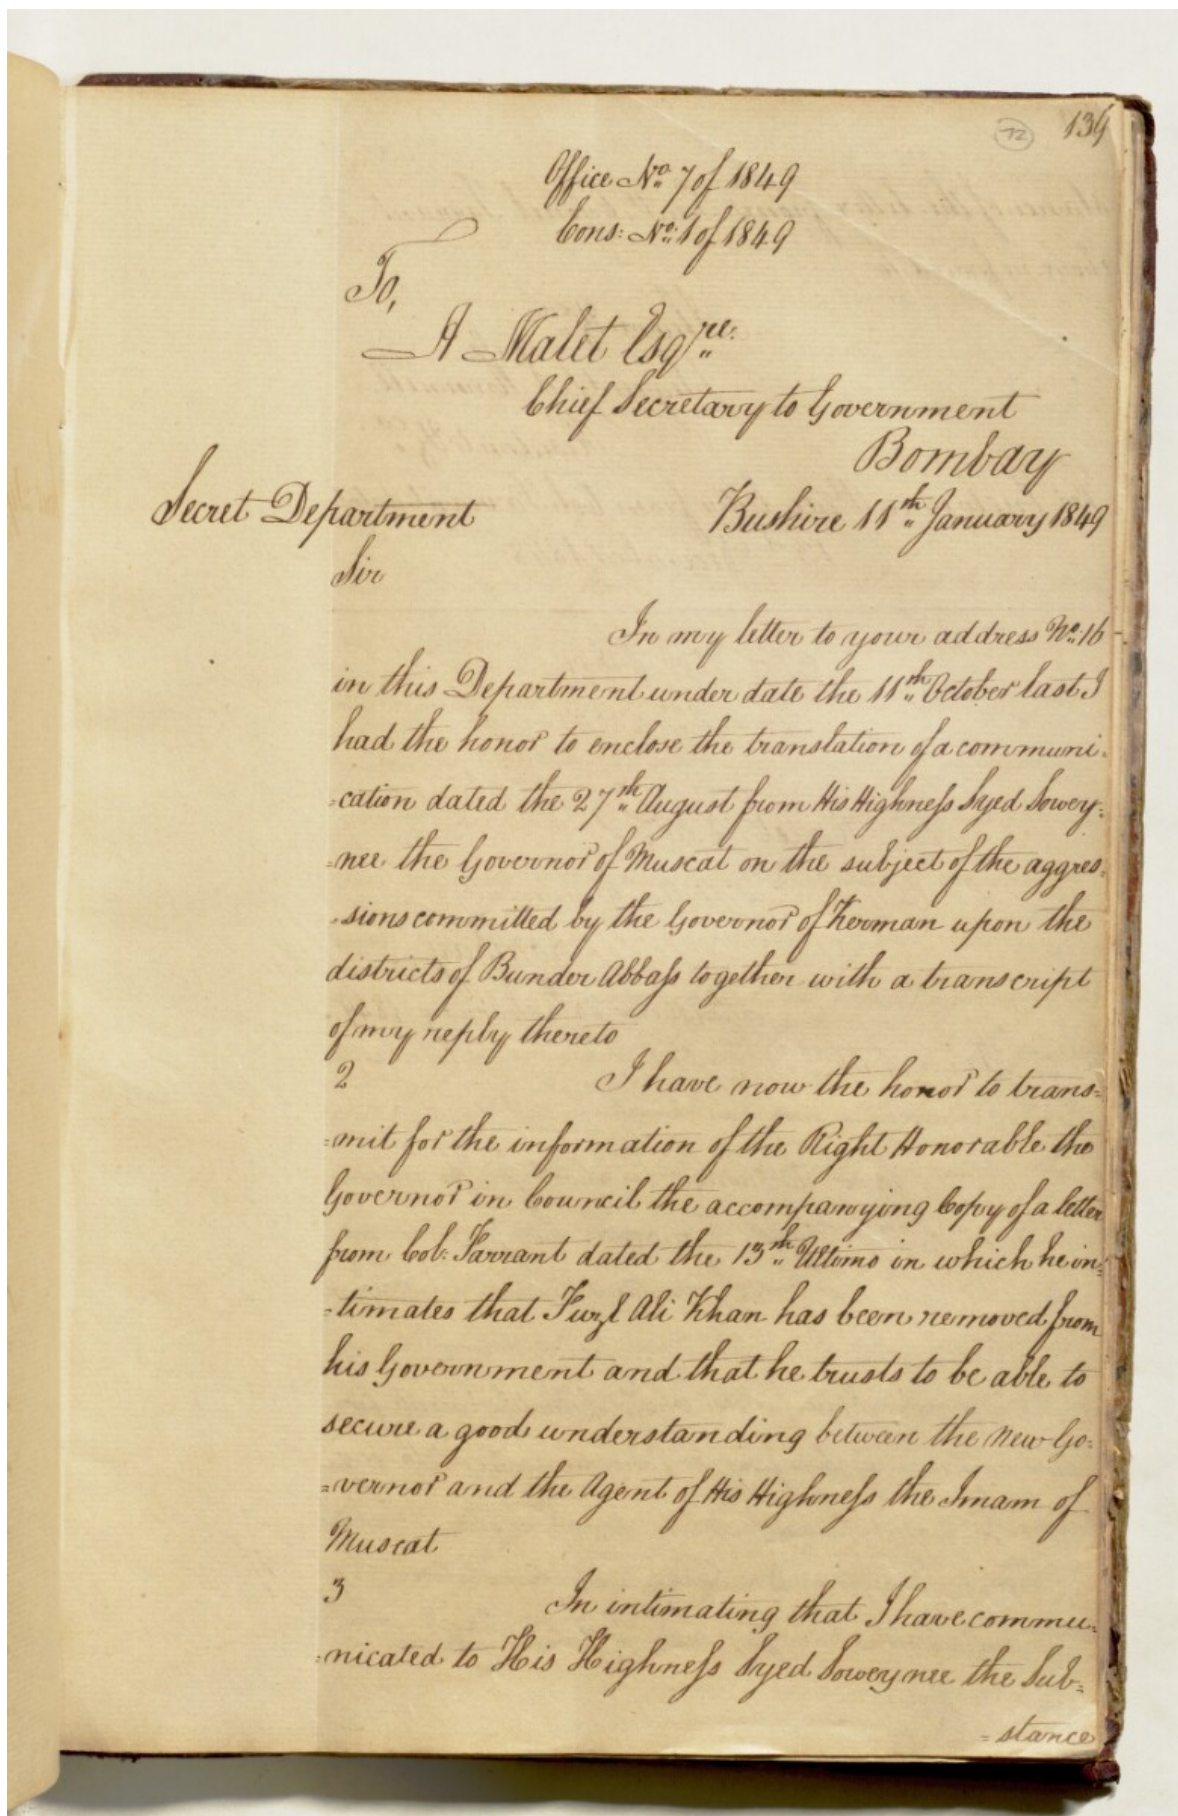 139
12
Office No. 7 of 1849
Cons: No. 1 of 1849
To,
A Malet Esqre.
Chief Secretary to Government
Bombay
Secret Department Bushire 11th January 1849
Sir
In my letter to your address No. 16
in this Department under date the 11th October last I
had the honor to enclose the translation of a communi-
-cation dated the 27th August from His Highness Syed Sowey-
-nee the Governor of Muscat on the subject of the aggres-
-sions committed by the Governor of Kerman upon the
districts of Bunder Abbass together with a transcript
of my reply thereto
2 I have now the honor to trans=
=mit for the information of the Right Honorable the
Governor in Council the accompanying Copy of a letter
from Col: Farrant dated the 13th Ultimo in which he in=
=timates that Fuzl Ali Khan has been removed from
his Government and that he trusts to be able to
secure a good understanding between the new Go=
=vernor and the Agent of His Highness the Imam of
Muscat
3 In intimating that I have commu=
=nicated to His Highness Syed Soweynee the Sub=
=stance